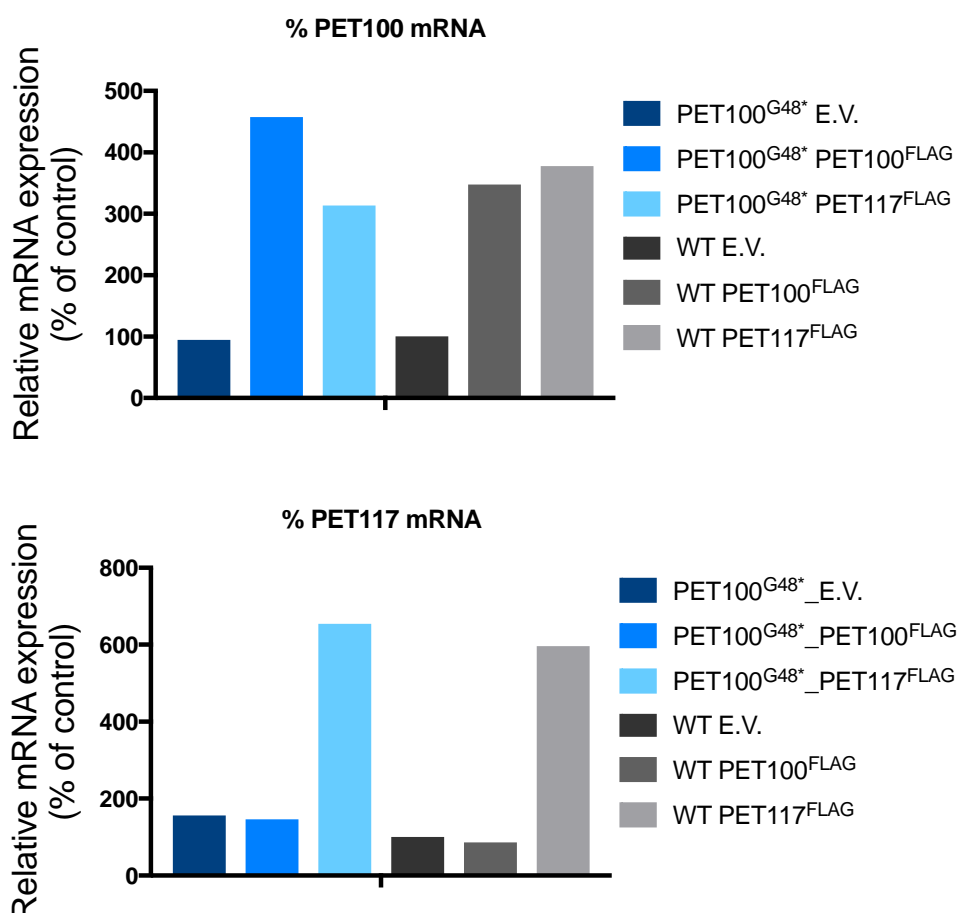 % PET100 mRNA
Relative mRNA expression
(% of control)
500
400
300
200
100
0
PET100G48* E.V.
PET100G48* PET100FLAG
PET100G48* PET117FLAG
WT E.V.
WT PET100FLAG
WT PET117FLAG
% PET117 mRNA
Relative mRNA expression
(% of control)
800
600
400
200
0
PET100G48*_E.V.
PET100G48*_PET100FLAG
PET100G48*_PET117FLAG
WT E.V.
WT PET100FLAG
WT PET117FLAG